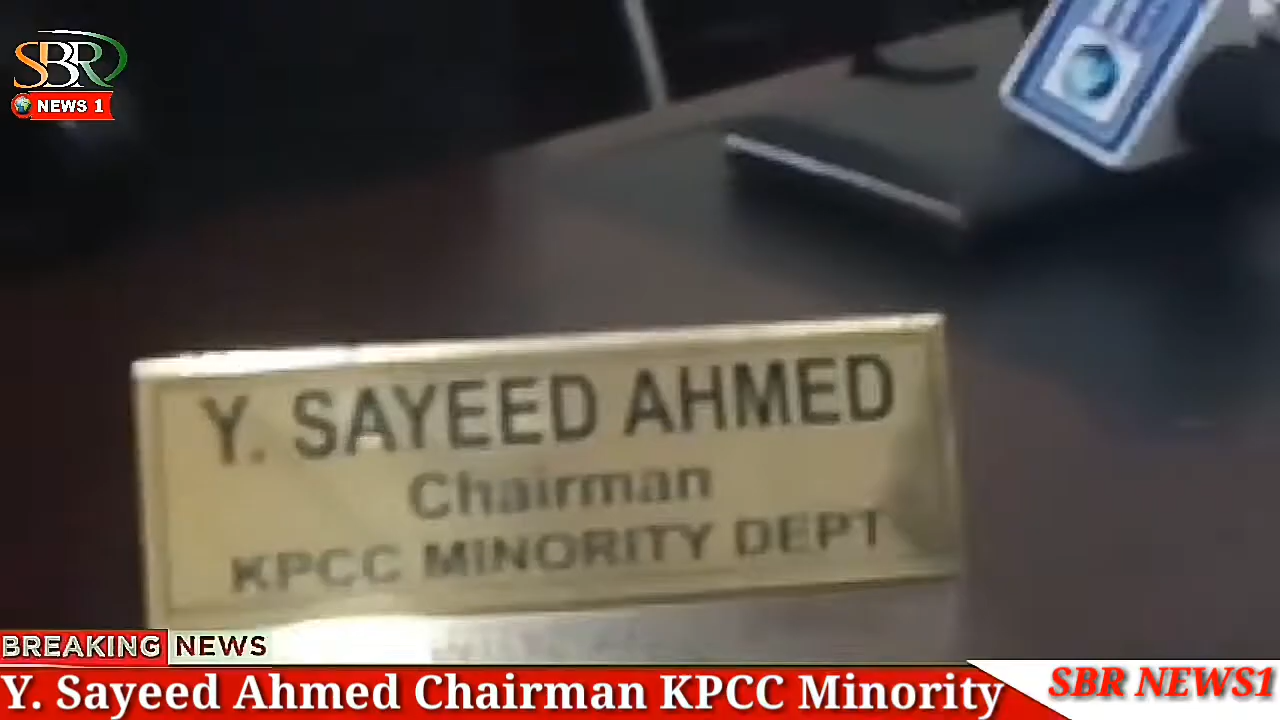 SBR
NEWS 1
Y. SAYEED AHMED
Chairman
KPCC MINORITY DEPT
BREAKING NEWS
Y. Sayeed Ahmed Chairman KPCC Minority
SBR NEWS1